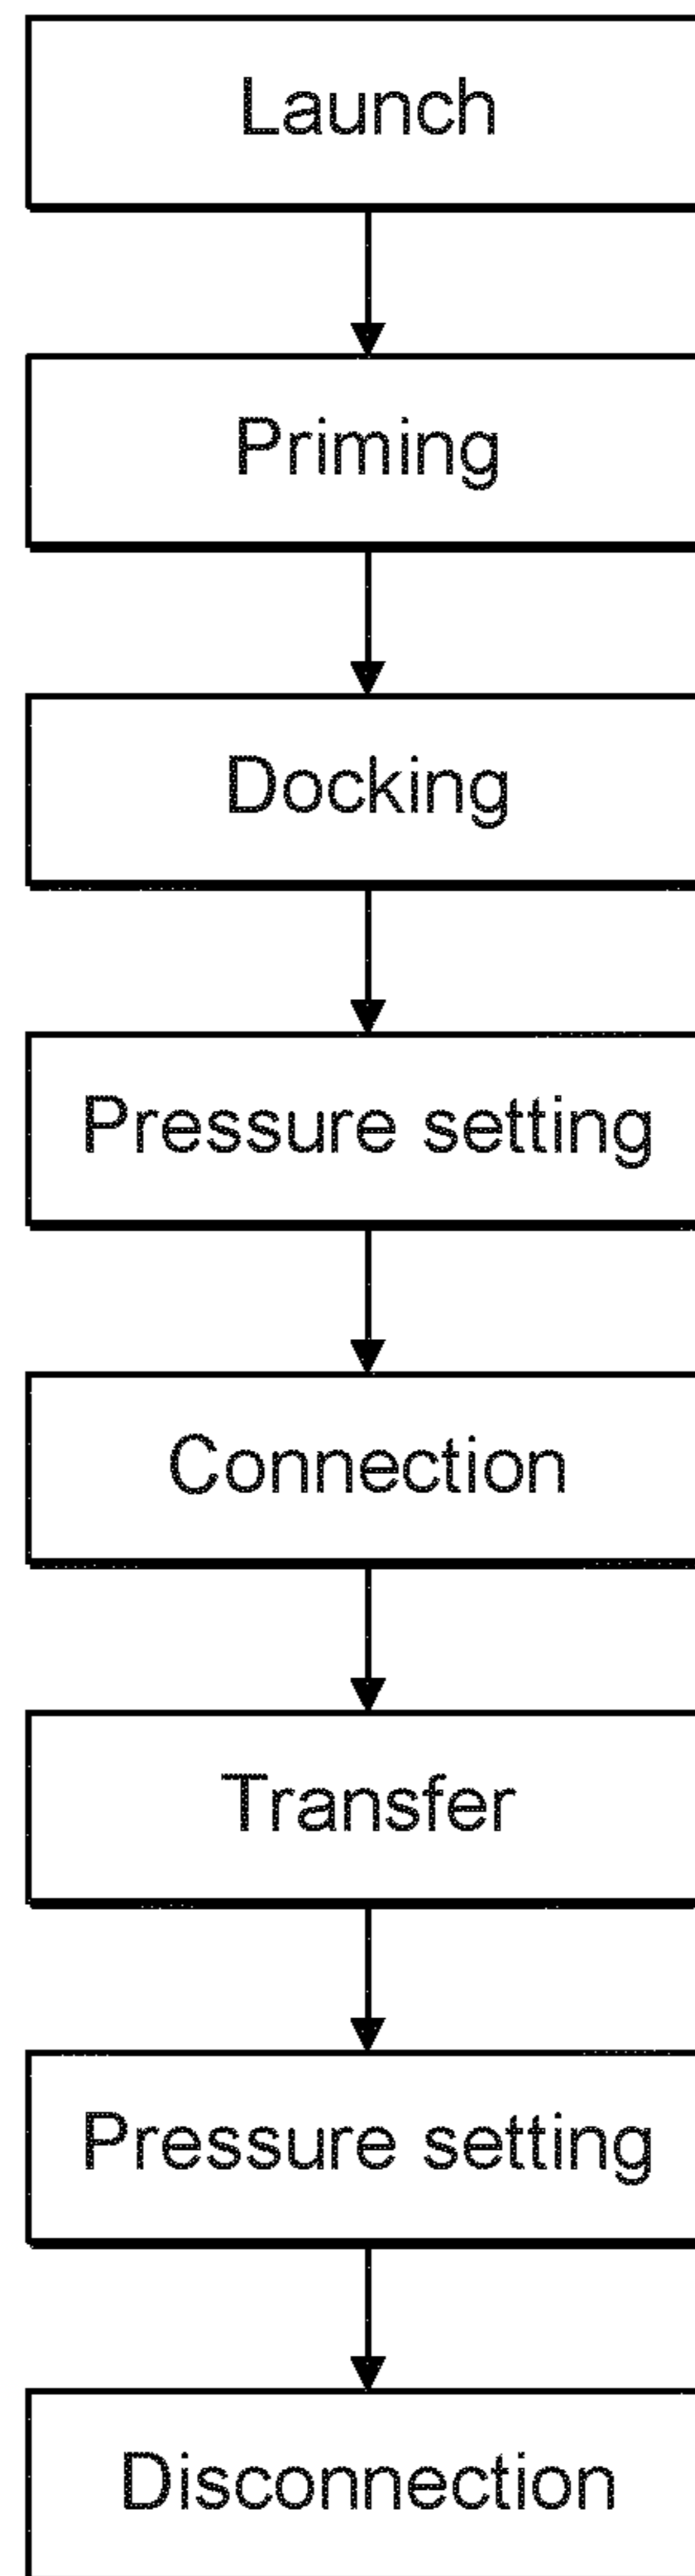 Launch
Priming
Docking
Pressure setting
Connection
Transfer
Pressure setting
Disconnection